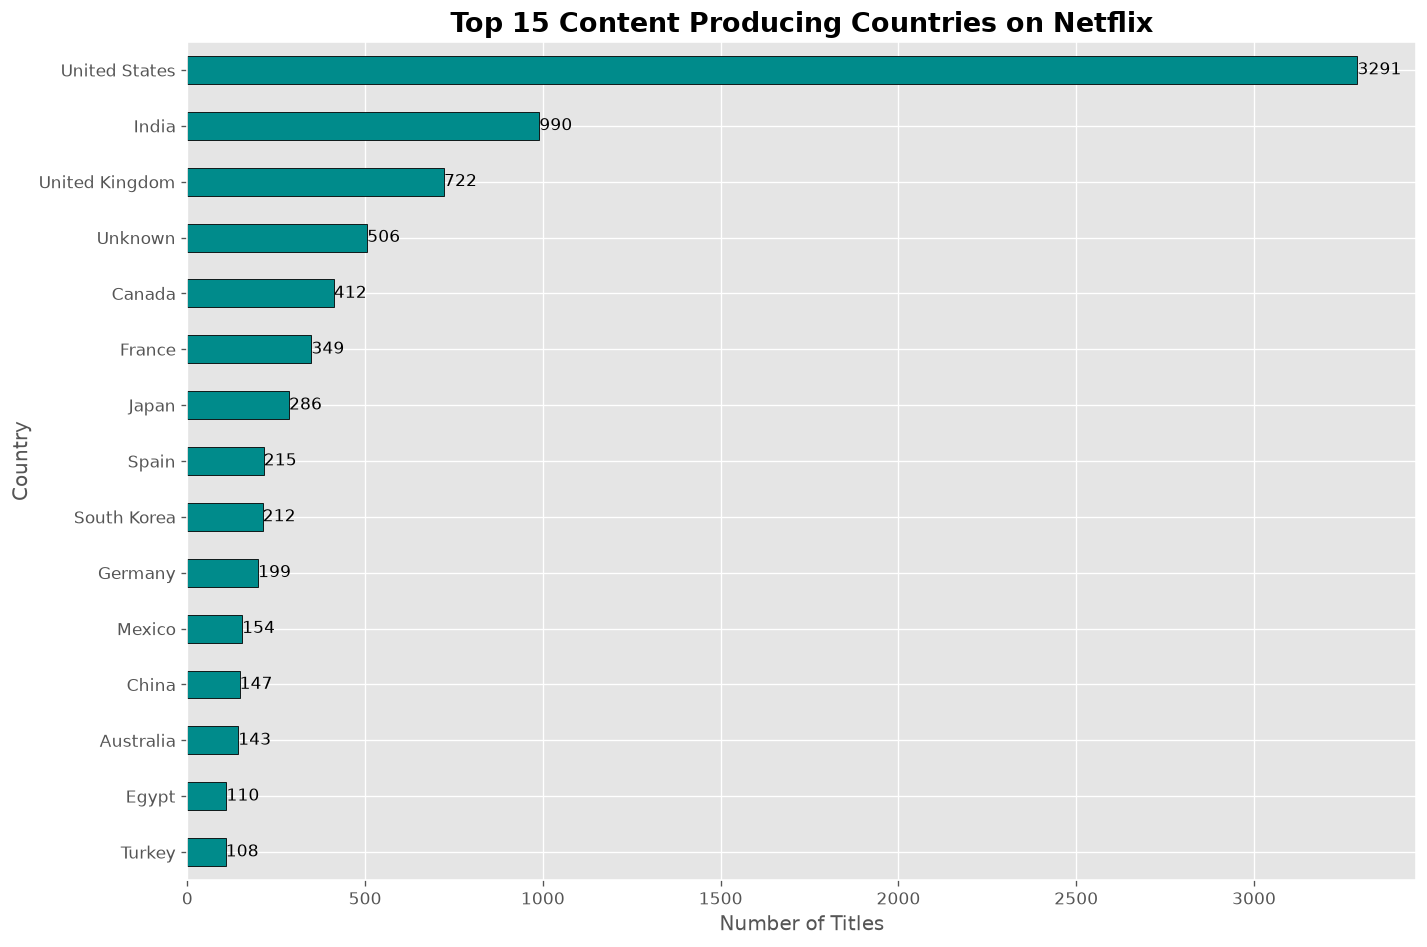 Top 15 Content Producing Countries on Netflix
United States 3291
India 990
United Kingdom 722
Unknown 506
Canada 412
France 349
Japan 286
Spain 215
South Korea 212
Germany 199
Mexico 154
China 147
Australia 143
Egypt 110
Turkey 108
Country
0 500 1000 1500 2000 2500 3000
Number of Titles